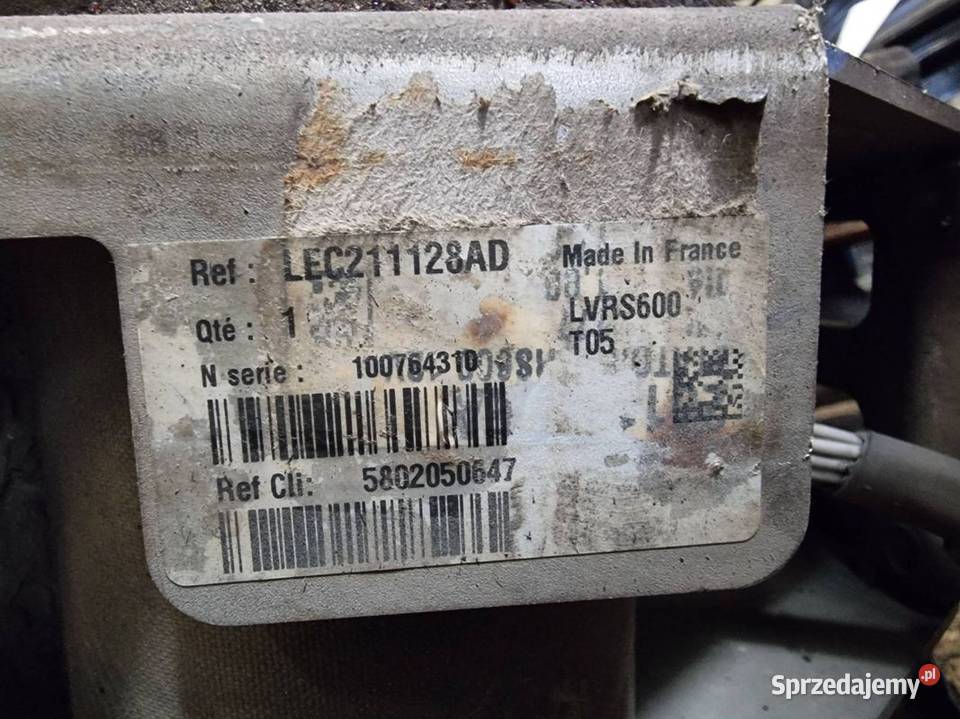 Ref : LEC211128AD
Made In France
Qté : 1
LVRS600
T05
N serie : 100764310
Ref Cli: 5802050647
Sprzedajemy.pl